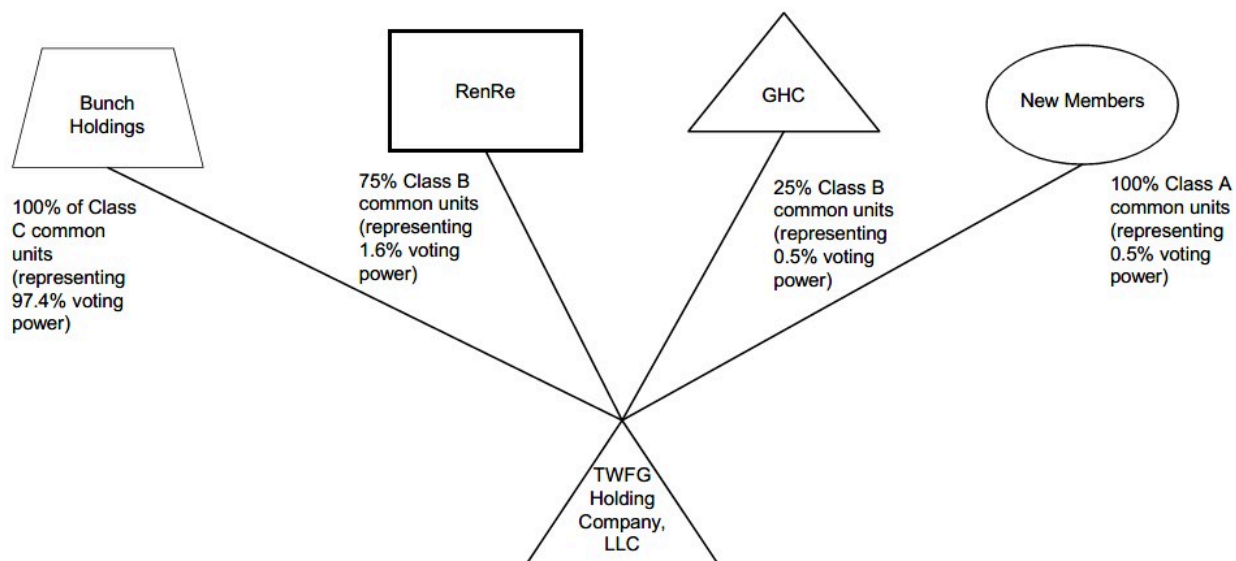 Bunch
Holdings
RenRe
GHC
New Members
100% of Class
C common
units
(representing
97.4% voting
power)
75% Class B
common units
(representing
1.6% voting
power)
25% Class B
common units
(representing
0.5% voting
power)
100% Class A
common units
(representing
0.5% voting
power)
TWFG
Holding
Company,
LLC